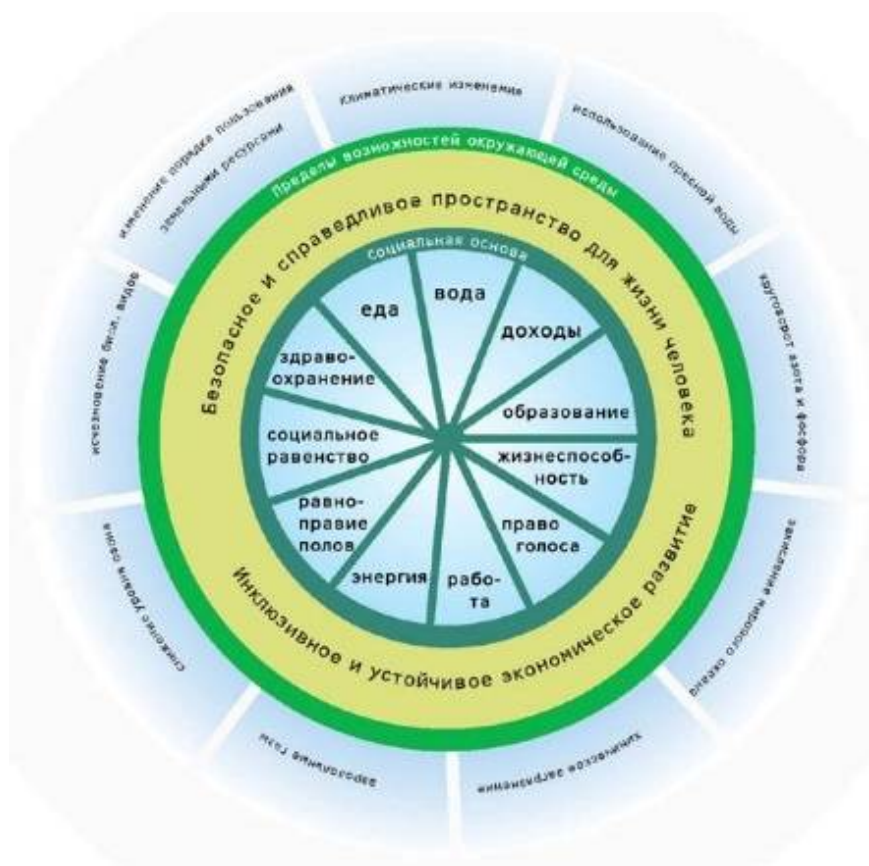 Климатические изменения
использование пресной воды
круговорот азота и фосфора
закисление мирового океана
химическое загрязнение
аэрозольные газы
снижение уровня озона
исчезновение биол. видов
изменение порядка пользования
земельными ресурсами
Пределы возможностей окружающей среды
Безопасное и справедливое пространство для жизни человека
Инклюзивное и устойчивое экономическое развитие
Социальная основа
вода
доходы
образование
жизнеспособ-
ность
право
голоса
рабо-
та
энергия
равно-
правие
полов
социальное
равенство
здраво-
охранение
еда